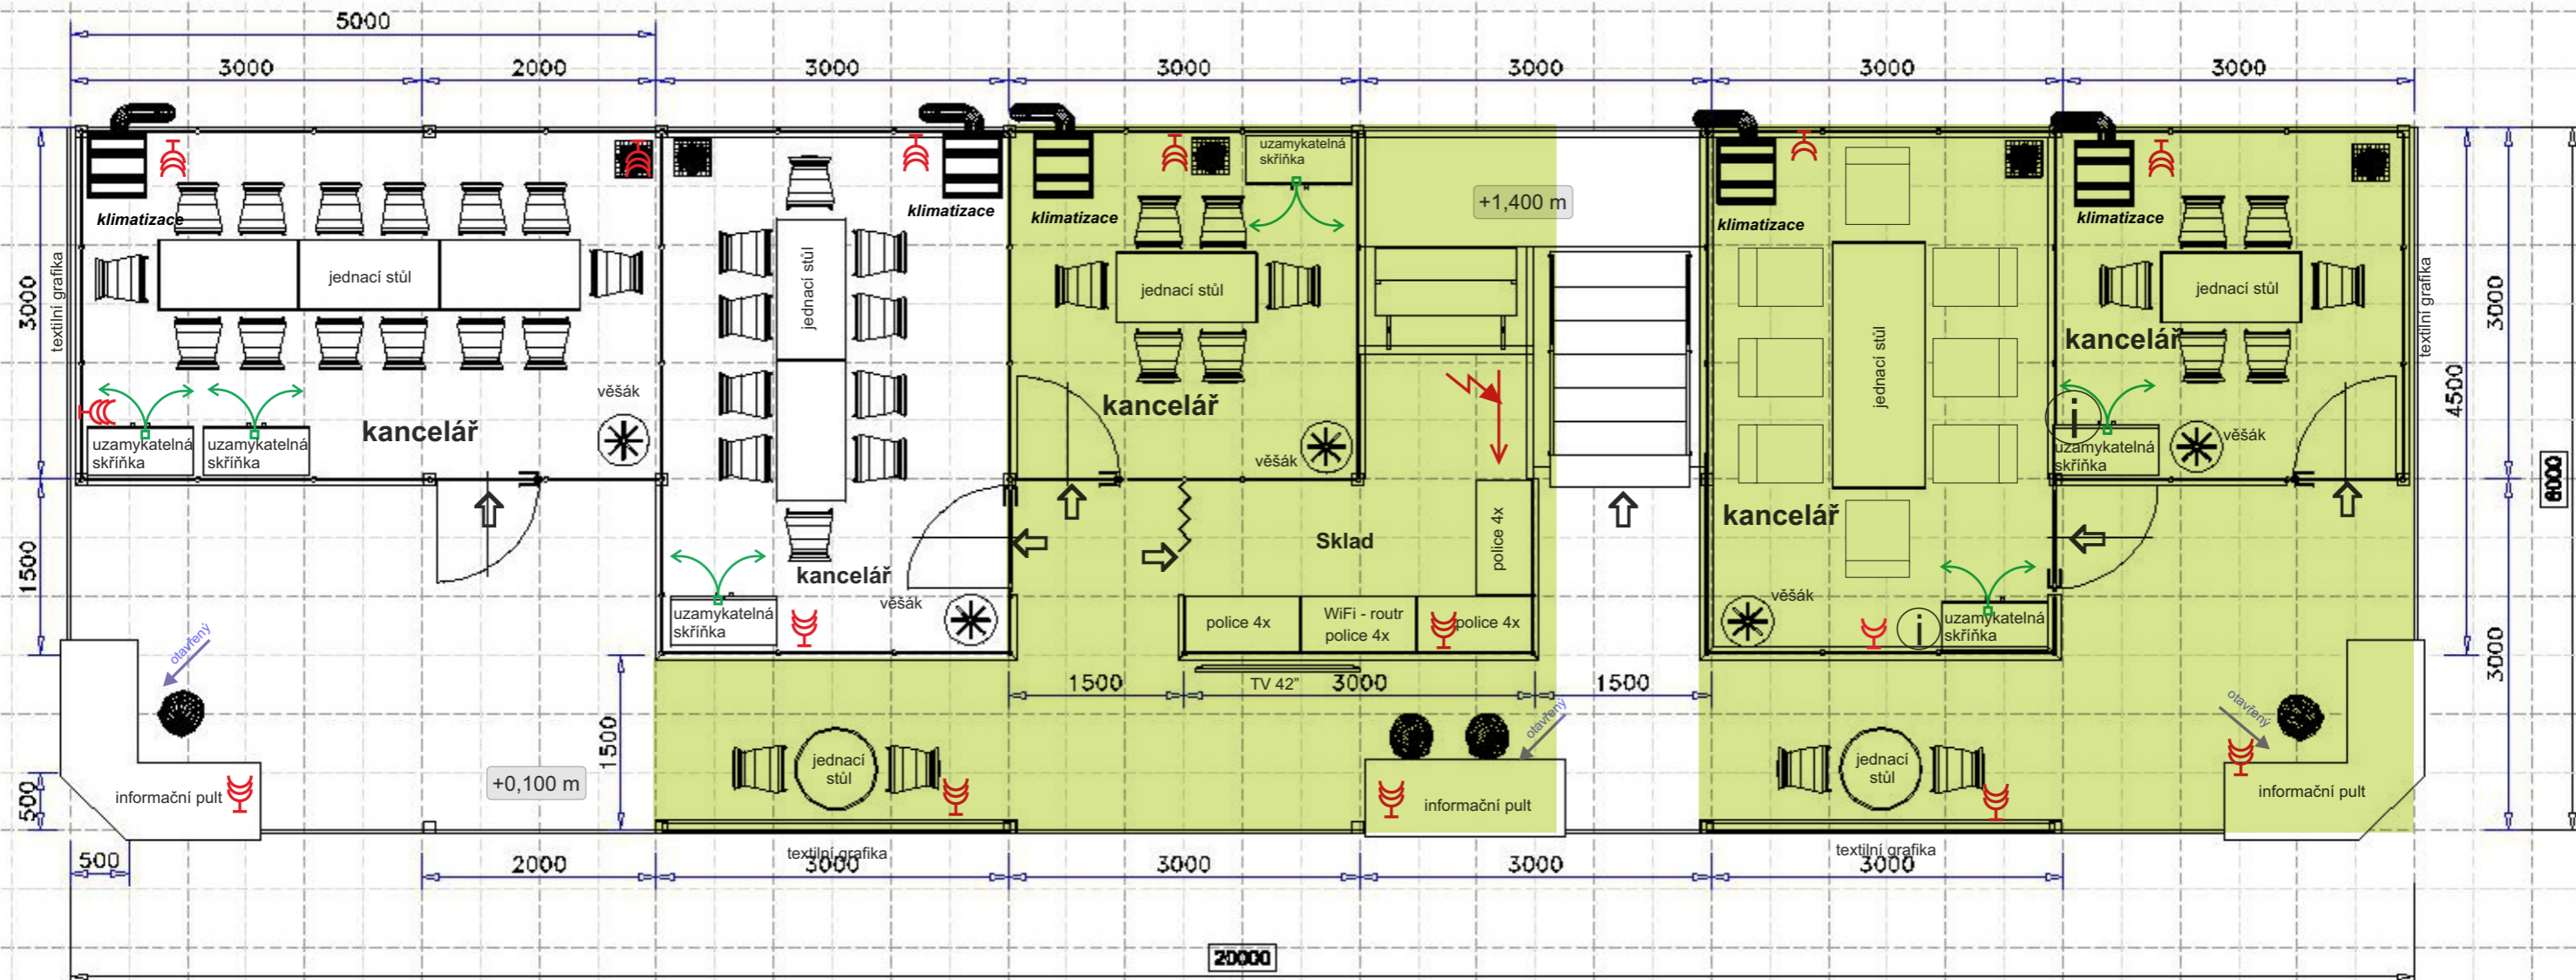 5000
3000
2000
3000
3000
3000
3000
3000
klimatizace
klimatizace
klimatizace
klimatizace
klimatizace
uzamykatelná
skříňka
+1,400 m
textilní grafika
3000
jednací stůl
jednací stůl
jednací stůl
jednací stůl
jednací stůl
textilní grafika
3000
4500
6000
kancelář
kancelář
věšák
kancelář
věšák
uzamykatelná
skříňka
uzamykatelná
skříňka
i
uzamykatelná
skříňka
věšák
kancelář
Sklad
police 4x
1500
kancelář
věšák
uzamykatelná
skříňka
police 4x
WiFi - routr
police 4x
police 4x
věšák
i
uzamykatelná
skříňka
3000
otavřený
TV 42"
1500
3000
1500
1500
otavřený
otavřený
jednací
stůl
jednací
stůl
+0,100 m
500
informační pult
informační pult
informační pult
textilní grafika
textilní grafika
500
2000
3000
3000
3000
3000
20000